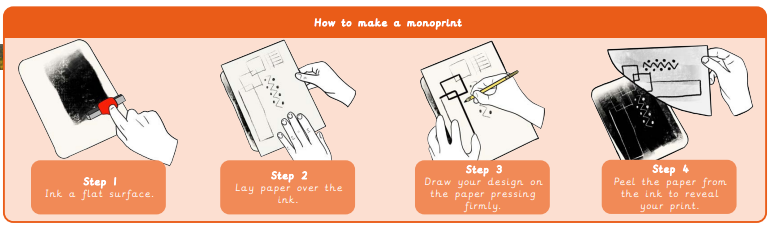 How to make a monoprint
Step 1
Ink a flat surface.
Step 2
Lay paper over the
ink.
Step 3
Draw your design on
the paper pressing
firmly.
Step 4
Peel the paper from
the ink to reveal
your print.